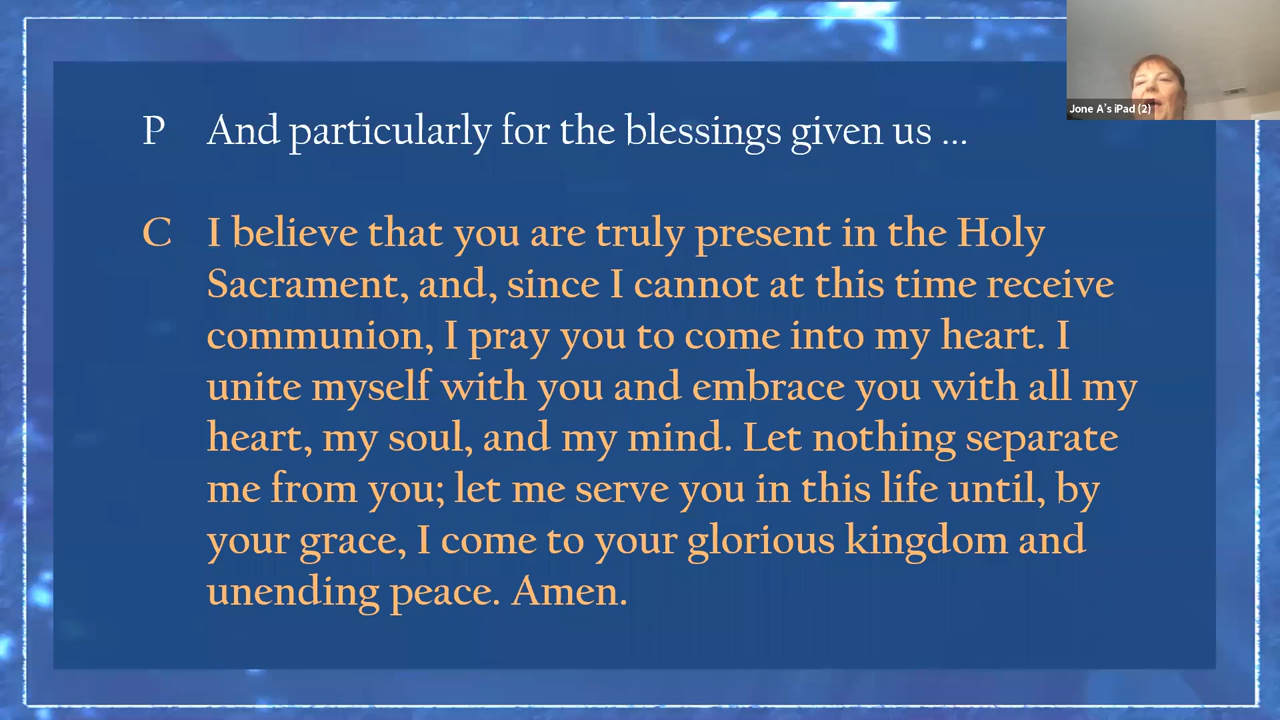 Jone A's iPad (2)
P And particularly for the blessings given us ...
C I believe that you are truly present in the Holy
Sacrament, and, since I cannot at this time receive
communion, I pray you to come into my heart. I
unite myself with you and embrace you with all my
heart, my soul, and my mind. Let nothing separate
me from you; let me serve you in this life until, by
your grace, I come to your glorious kingdom and
unending peace. Amen.